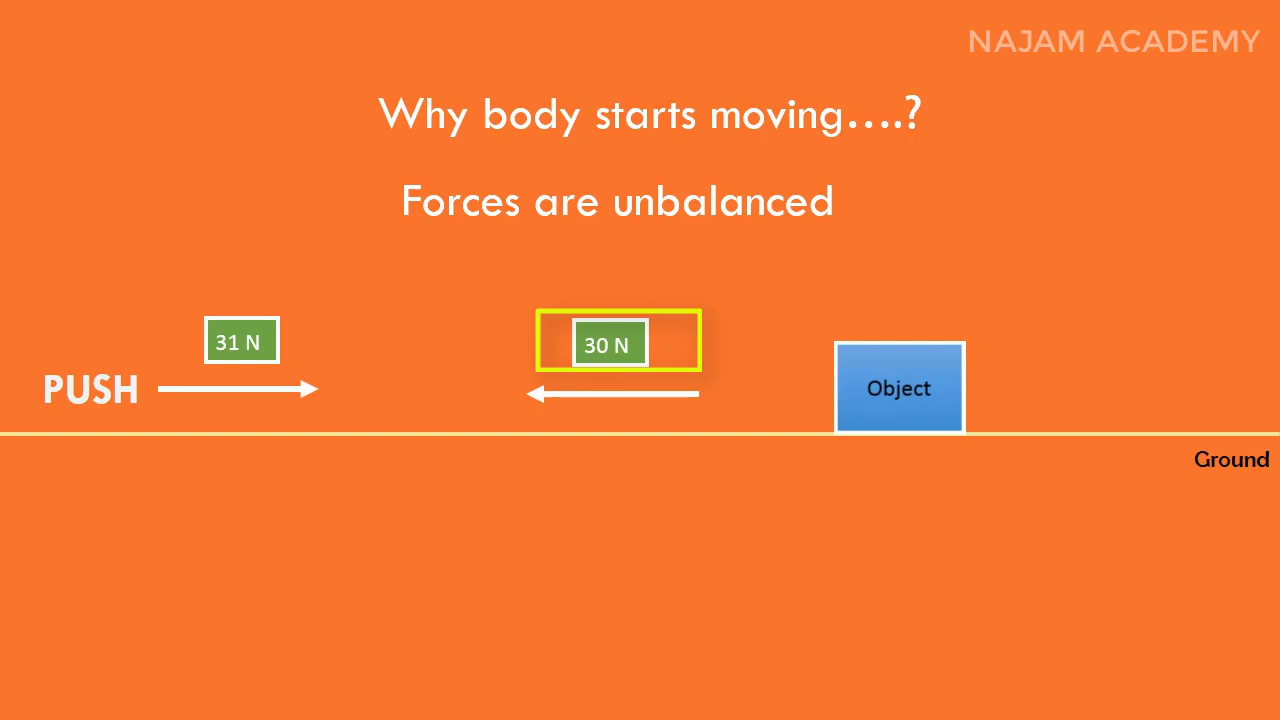 NAJAM ACADEMY
Why body starts moving....?
Forces are unbalanced
31 N
30 N
PUSH
Object
Ground